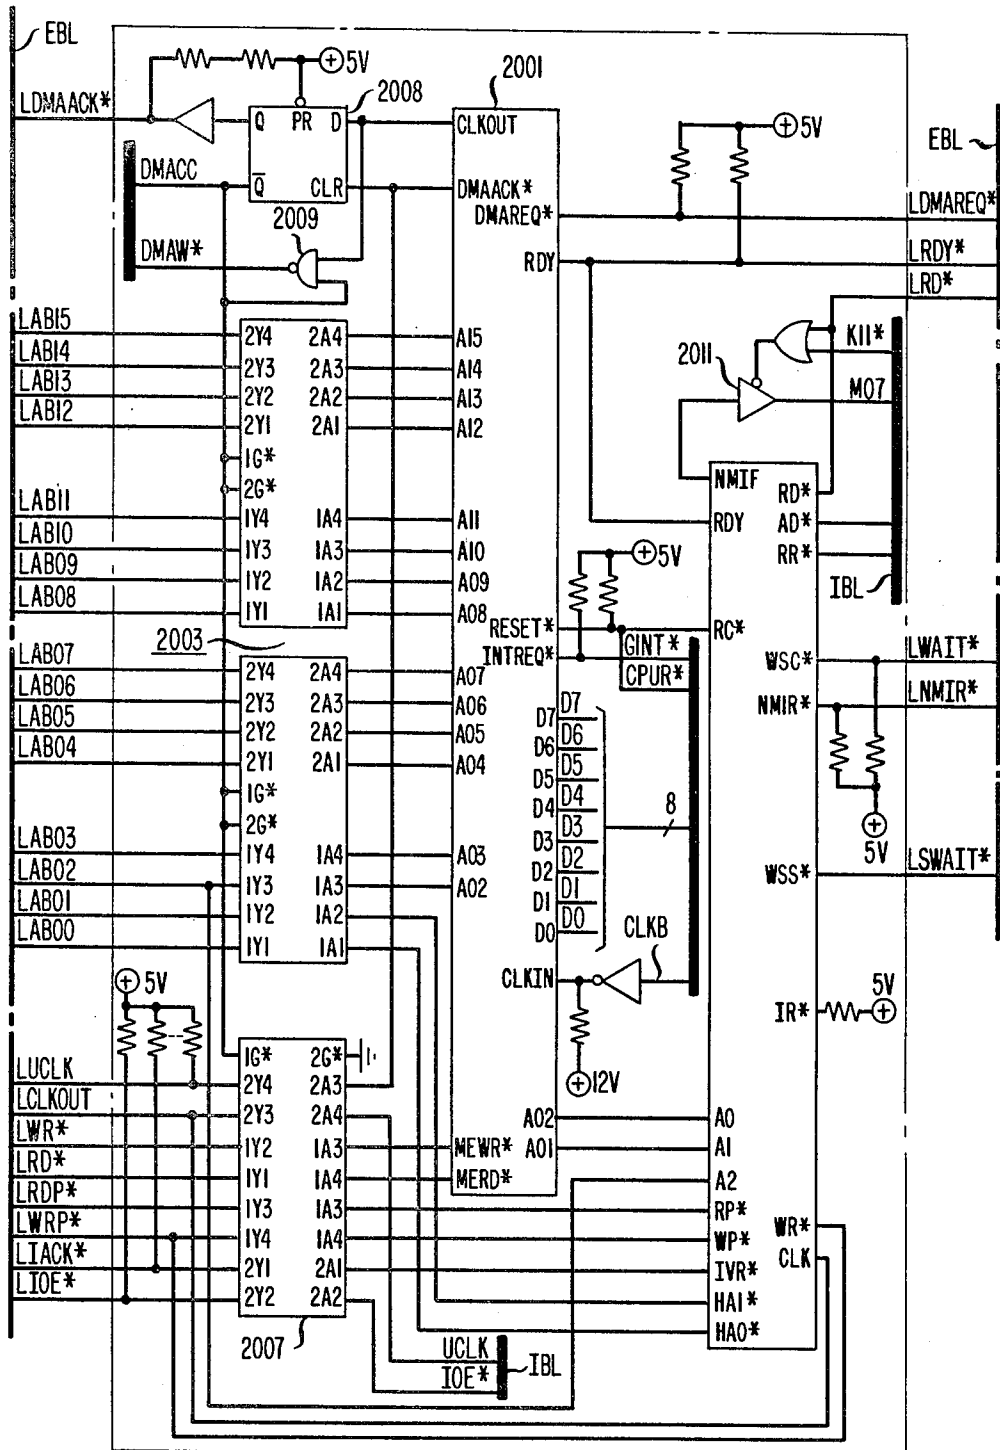 EBL
5V
2008
2001
LDMAACK*
Q
PR
D
CLKOUT
5V
EBL
DMACC
Q
CLR
DMAACK*
DMAREQ*
LDMAREQ*
2009
DMAW*
RDY
LRDY*
LRD*
LAB15
2Y4
2A4
A15
K11*
LAB14
2Y3
2A3
A14
2011
LAB13
2Y2
2A2
A13
M07
LAB12
2Y1
2A1
A12
1G*
2G*
NMIF
RD*
LAB11
1Y4
1A4
A11
RDY
AD*
LAB10
1Y3
1A3
A10
RR*
5V
LAB09
1Y2
1A2
A09
IBL
LAB08
1Y1
1A1
A08
RESET*
RC*
2003
INTREQ*
GINT*
CPUR*
LAB07
2Y4
2A4
A07
WSC*
LWAIT*
LAB06
2Y3
2A3
A06
D7
D7
NMIR*
LNMIR*
LAB05
2Y2
2A2
A05
D6
D6
LAB04
2Y1
2A1
A04
D5
D5
1G*
D4
D4
8
2G*
D3
D3
5V
LAB03
1Y4
1A4
A03
D2
D2
WSS*
LSWAIT*
LAB02
1Y3
1A3
A02
D1
D1
LAB01
1Y2
1A2
D0
D0
LAB00
1Y1
1A1
CLKB
5V
CLKIN
5V
IR*
1G*
2G*
12V
LUCLK
2Y4
2A3
LCLKOUT
2Y3
2A4
A02
A0
LWR*
1Y2
1A3
MEWR*
A01
A1
LRD*
1Y1
1A4
MERD*
A2
LRDP*
1Y3
1A3
RP*
LWRP*
1Y4
1A4
WP*
WR*
LIACK*
2Y1
2A1
IVR*
CLK
LIOE*
2Y2
2A2
HA1*
HA0*
2007
UCLK
IOE*
IBL